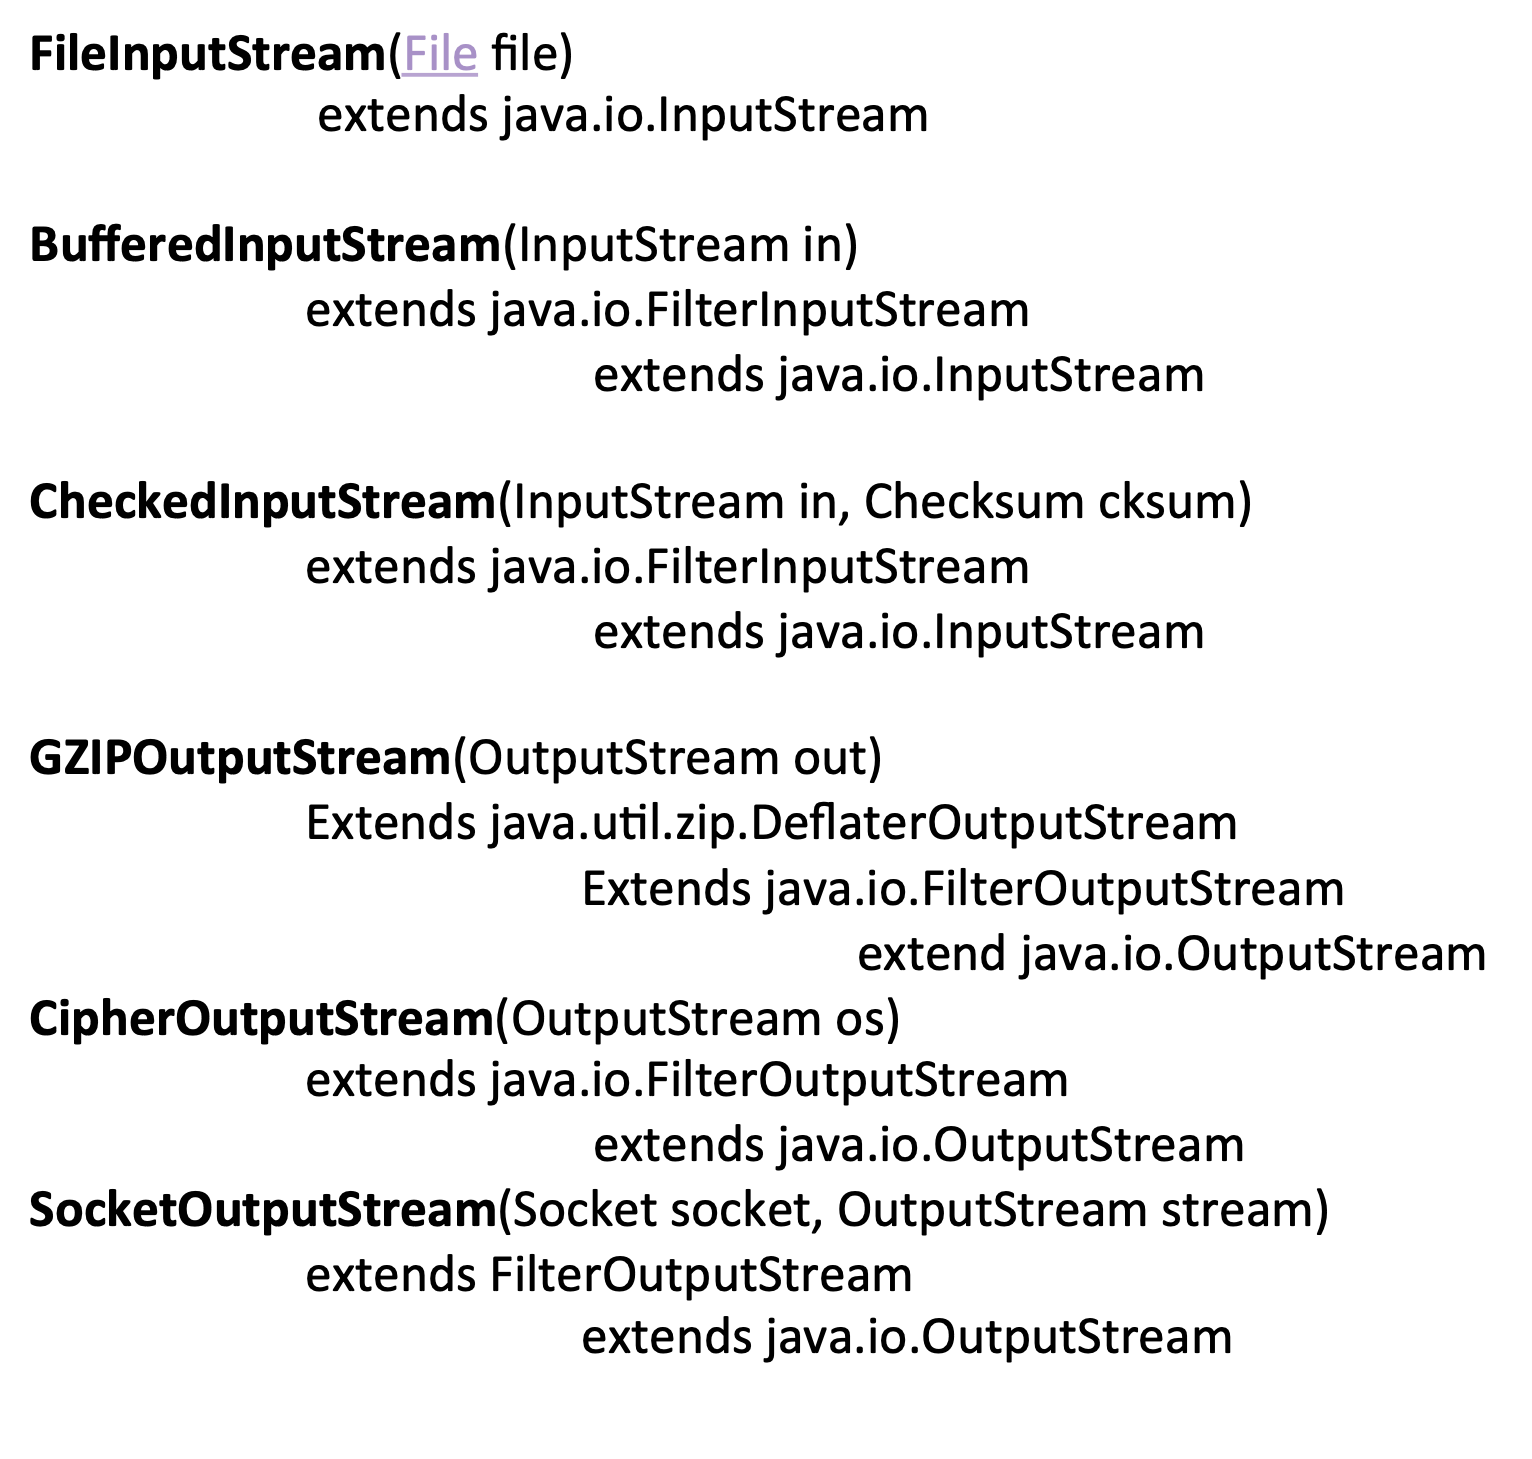 FileInputStream(File file)
extends java.io.InputStream
BufferedInputStream(InputStream in)
extends java.io.FilterInputStream
extends java.io.InputStream
CheckedInputStream(InputStream in, Checksum cksum)
extends java.io.FilterInputStream
extends java.io.InputStream
GZIPOutputStream(OutputStream out)
Extends java.util.zip.DeflaterOutputStream
Extends java.io.FilterOutputStream
extend java.io.OutputStream
CipherOutputStream(OutputStream os)
extends java.io.FilterOutputStream
extends java.io.OutputStream
SocketOutputStream(Socket socket, OutputStream stream)
extends FilterOutputStream
extends java.io.OutputStream